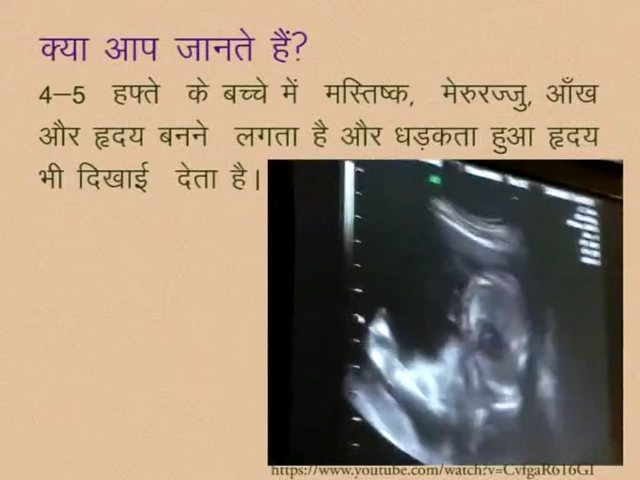 क्या आप जानते हैं?
4–5 हफ्ते के बच्चे में मस्तिष्क, मेरुरज्जु, आँख
और हृदय बनने लगता है और धड़कता हुआ हृदय
भी दिखाई देता है।
https://www.youtube.com/watch?v=CvfgaR616GI